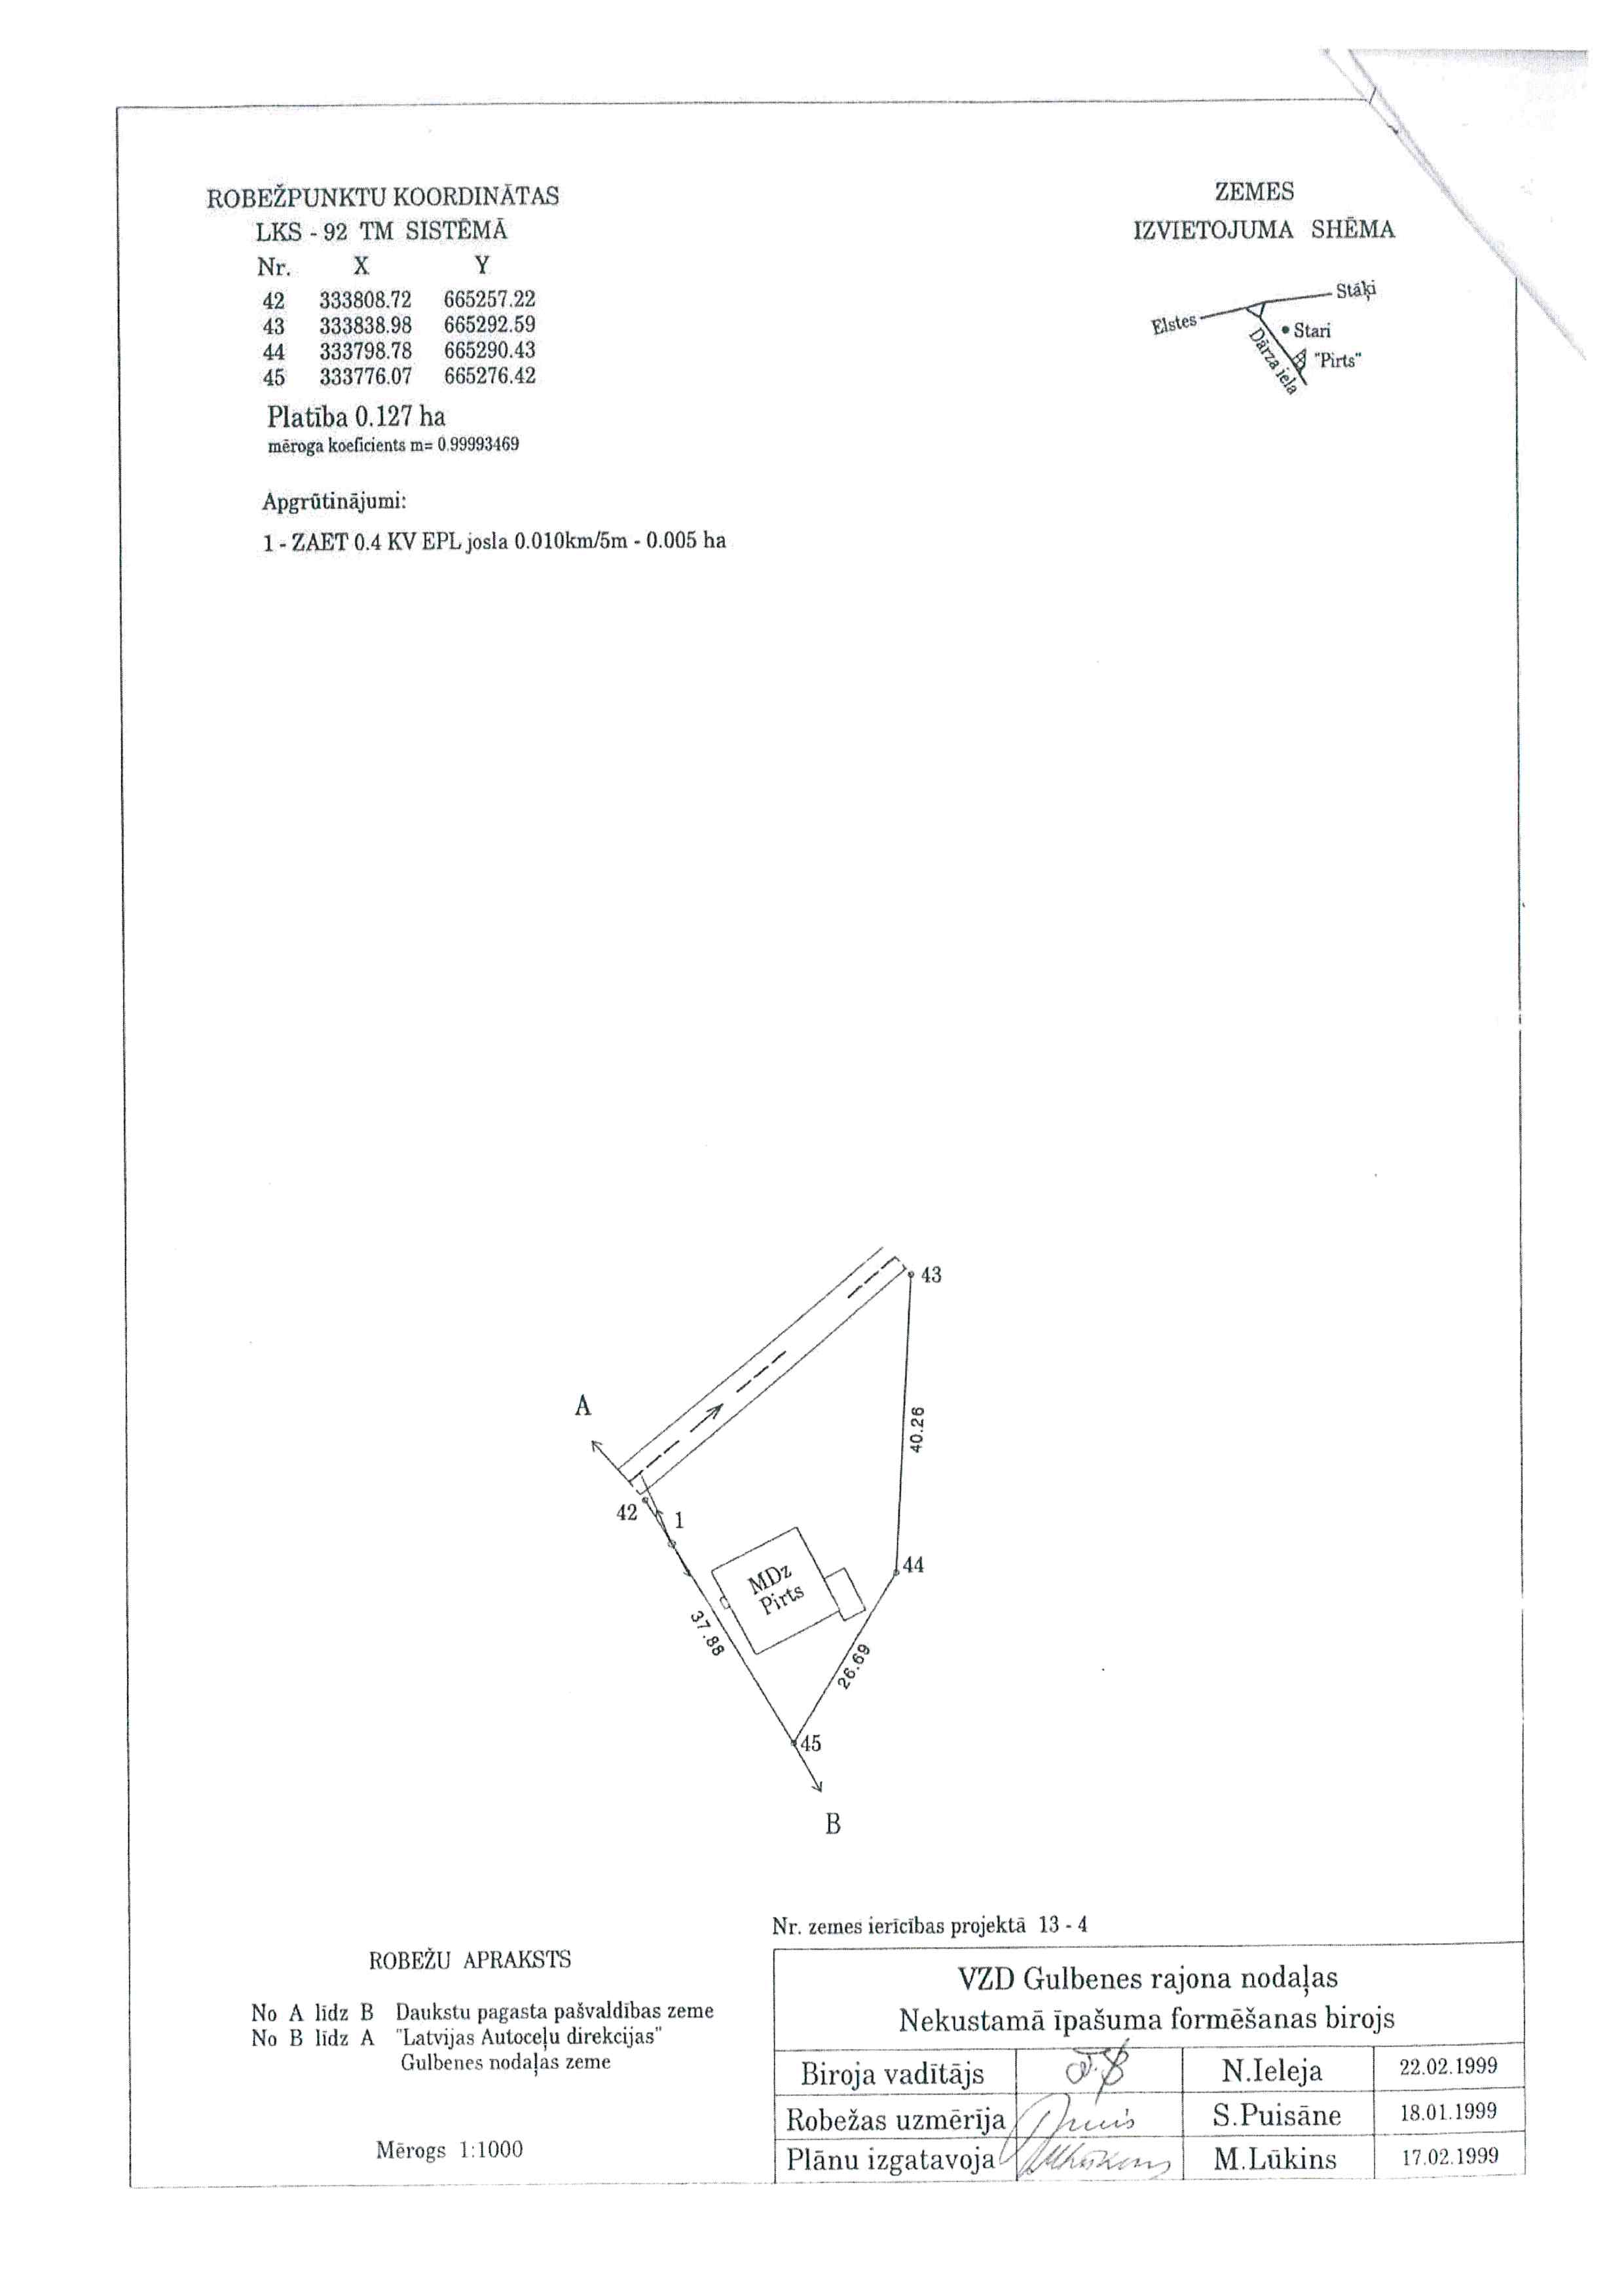 ROBEŽPUNKTU KOORDINĀTAS
LKS - 92 TM SISTĒMĀ
Nr. X Y
42 333808.72 665257.22
43 333838.98 665292.59
44 333798.78 665290.43
45 333776.07 665276.42
Platība 0.127 ha
mēroga koeficients m= 0.99993469
Apgrūtinājumi:
1 - ZAET 0.4 KV EPL josla 0.010km/5m - 0.005 ha
ZEMES
IZVIETOJUMA SHĒMA
Stāķi
Elstes
Stari
"Pirts"
Dārza iela
43
A
40.26
42
1
44
MDz
Pirts
37.88
26.69
45
B
Nr. zemes ierīcības projektā 13 - 4
ROBEŽU APRAKSTS
No A līdz B Daukstu pagasta pašvaldības zeme
No B līdz A "Latvijas Autoceļu direkcijas"
Gulbenes nodaļas zeme
Mērogs 1:1000
VZD Gulbenes rajona nodaļas
Nekustamā īpašuma formēšanas birojs
Biroja vadītājs N.Ieleja 22.02.1999
Robežas uzmērīja S.Puisāne 18.01.1999
Plānu izgatavoja M.Lūkins 17.02.1999